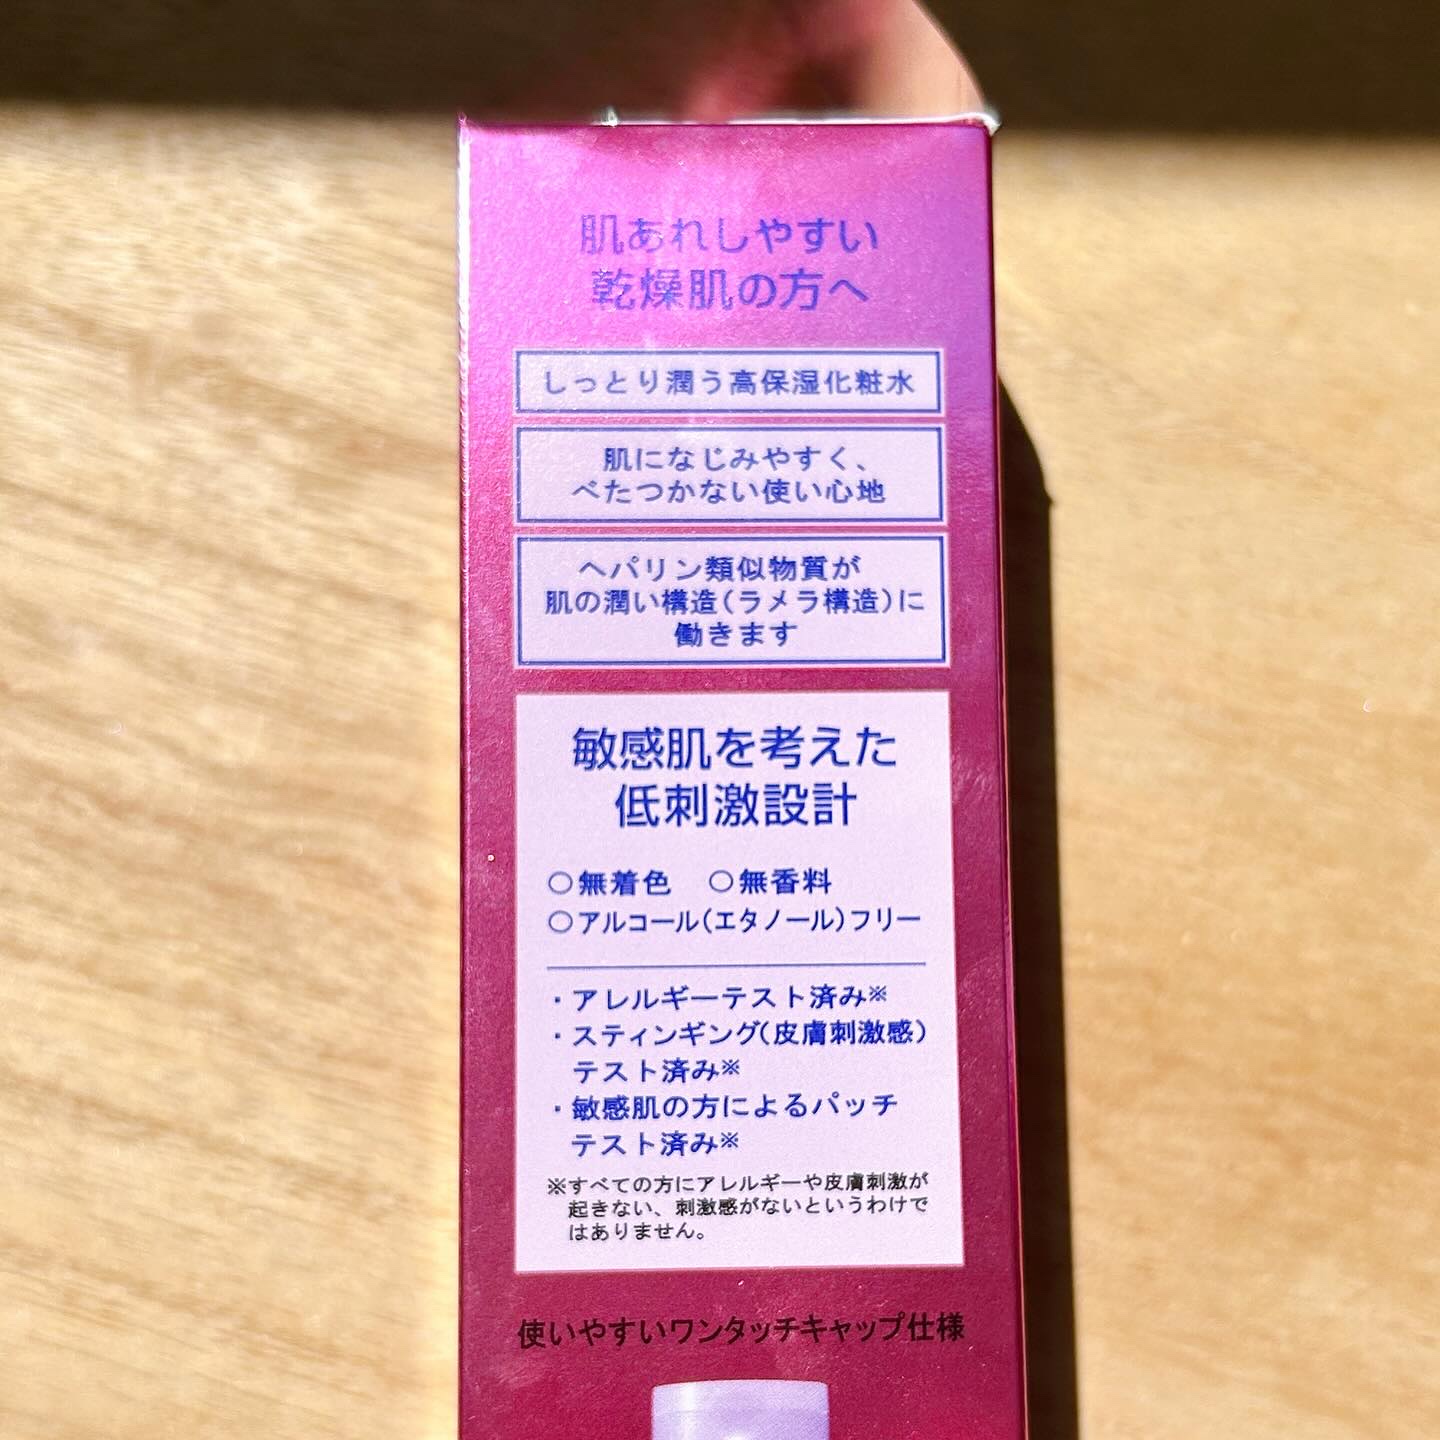 肌あれしやすい
乾燥肌の方へ
しっとり潤う高保湿化粧水
肌になじみやすく、
べたつかない使い心地
ヘパリン類似物質が
肌の潤い構造(ラメラ構造)に
働きます
敏感肌を考えた
低刺激設計
○無着色 ○無香料
○アルコール(エタノール)フリー
・アレルギーテスト済み※
・スティンギング(皮膚刺激感)
テスト済み※
・敏感肌の方によるパッチ
テスト済み※
※すべての方にアレルギーや皮膚刺激が
起きない、刺激感がないというわけで
はありません。
使いやすいワンタッチキャップ仕様